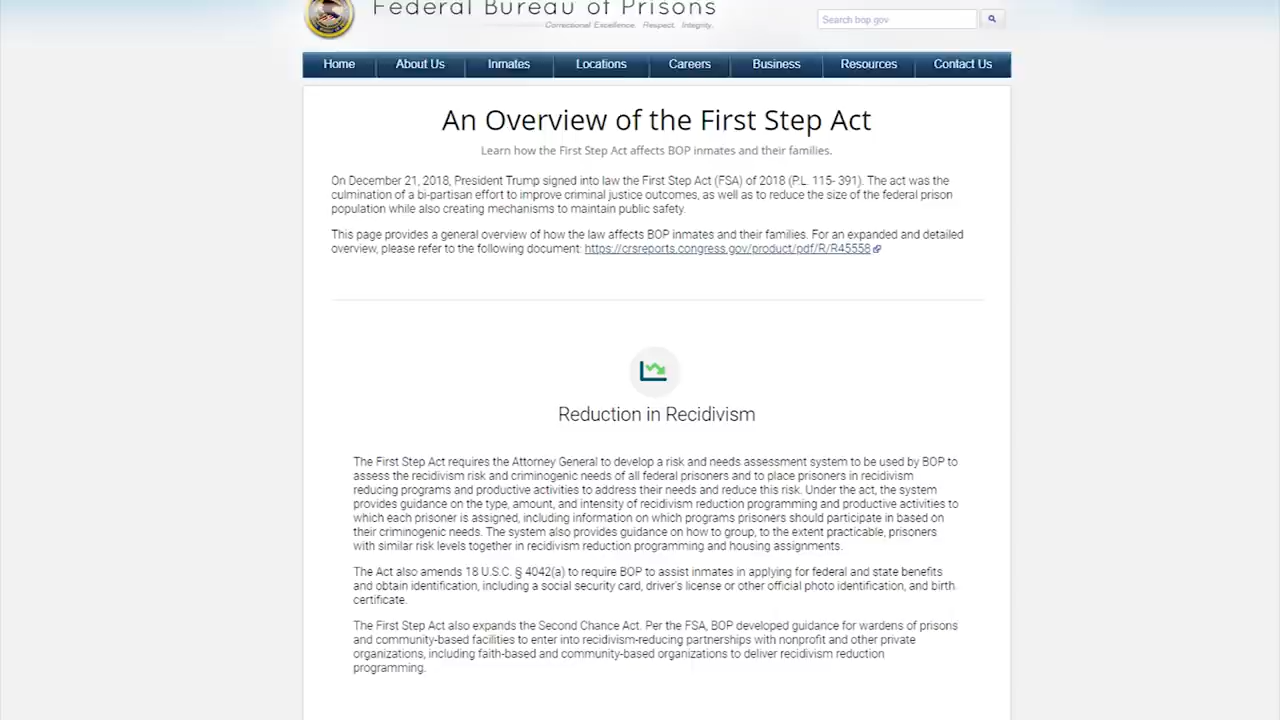 Federal Bureau of Prisons
Correctional Excellence. Respect. Integrity.
Search bop.gov
Home
About Us
Inmates
Locations
Careers
Business
Resources
Contact Us
An Overview of the First Step Act
Learn how the First Step Act affects BOP inmates and their families.
On December 21, 2018, President Trump signed into law the First Step Act (FSA) of 2018 (P.L. 115- 391). The act was the
culmination of a bi-partisan effort to improve criminal justice outcomes, as well as to reduce the size of the federal prison
population while also creating mechanisms to maintain public safety.
This page provides a general overview of how the law affects BOP inmates and their families. For an expanded and detailed
overview, please refer to the following document: https://crsreports.congress.gov/product/pdf/R/R45558
Reduction in Recidivism
The First Step Act requires the Attorney General to develop a risk and needs assessment system to be used by BOP to
assess the recidivism risk and criminogenic needs of all federal prisoners and to place prisoners in recidivism
reducing programs and productive activities to address their needs and reduce this risk. Under the act, the system
provides guidance on the type, amount, and intensity of recidivism reduction programming and productive activities to
which each prisoner is assigned, including information on which programs prisoners should participate in based on
their criminogenic needs. The system also provides guidance on how to group, to the extent practicable, prisoners
with similar risk levels together in recidivism reduction programming and housing assignments.
The Act also amends 18 U.S.C. § 4042(a) to require BOP to assist inmates in applying for federal and state benefits
and obtain identification, including a social security card, driver's license or other official photo identification, and birth
certificate.
The First Step Act also expands the Second Chance Act. Per the FSA, BOP developed guidance for wardens of prisons
and community-based facilities to enter into recidivism-reducing partnerships with nonprofit and other private
organizations, including faith-based and community-based organizations to deliver recidivism reduction
programming.